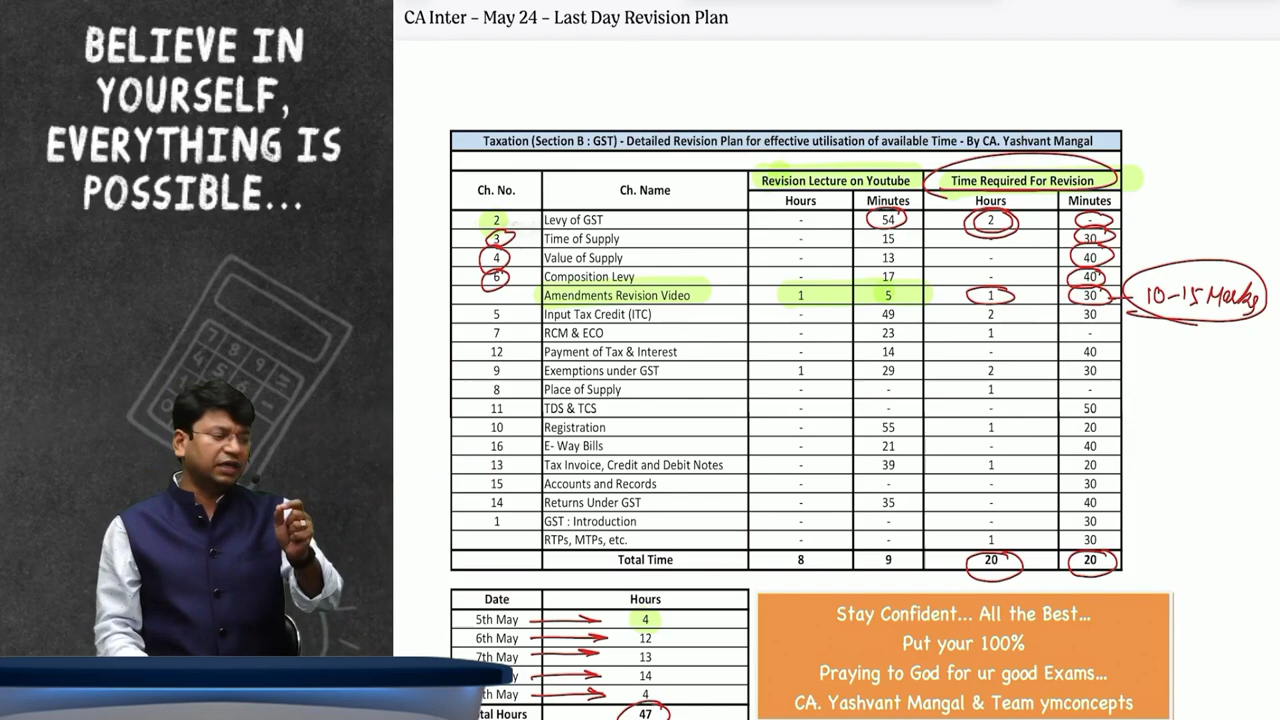 CA Inter – May 24 – Last Day Revision Plan
BELIEVE IN
YOURSELF,
EVERYTHING IS
POSSIBLE...
Taxation (Section B : GST) - Detailed Revision Plan for effective utilisation of available Time - By CA. Yashvant Mangal
Ch. No. Ch. Name Revision Lecture on Youtube Time Required For Revision
Hours Minutes Hours Minutes
2 Levy of GST - 54 2 -
3 Time of Supply - 15 - 30
4 Value of Supply - 13 - 40
6 Composition Levy - 17 - 40
Amendments Revision Video 1 5 1 30 10-15 Marks
5 Input Tax Credit (ITC) - 49 2 30
7 RCM & ECO - 23 1 -
12 Payment of Tax & Interest - 14 - 40
9 Exemptions under GST 1 29 2 30
8 Place of Supply - - 1 -
11 TDS & TCS - - - 50
10 Registration - 55 1 20
16 E- Way Bills - 21 - 40
13 Tax Invoice, Credit and Debit Notes - 39 1 20
15 Accounts and Records - - - 30
14 Returns Under GST - 35 - 40
1 GST : Introduction - - - 30
RTPs, MTPs, etc. - - 1 30
Total Time 8 9 20 20
Date Hours
5th May 4
6th May 12
7th May 13
May 14
May 4
Hours 47
Stay Confident... All the Best...
Put your 100%
Praying to God for ur good Exams...
CA. Yashvant Mangal & Team ymconcepts